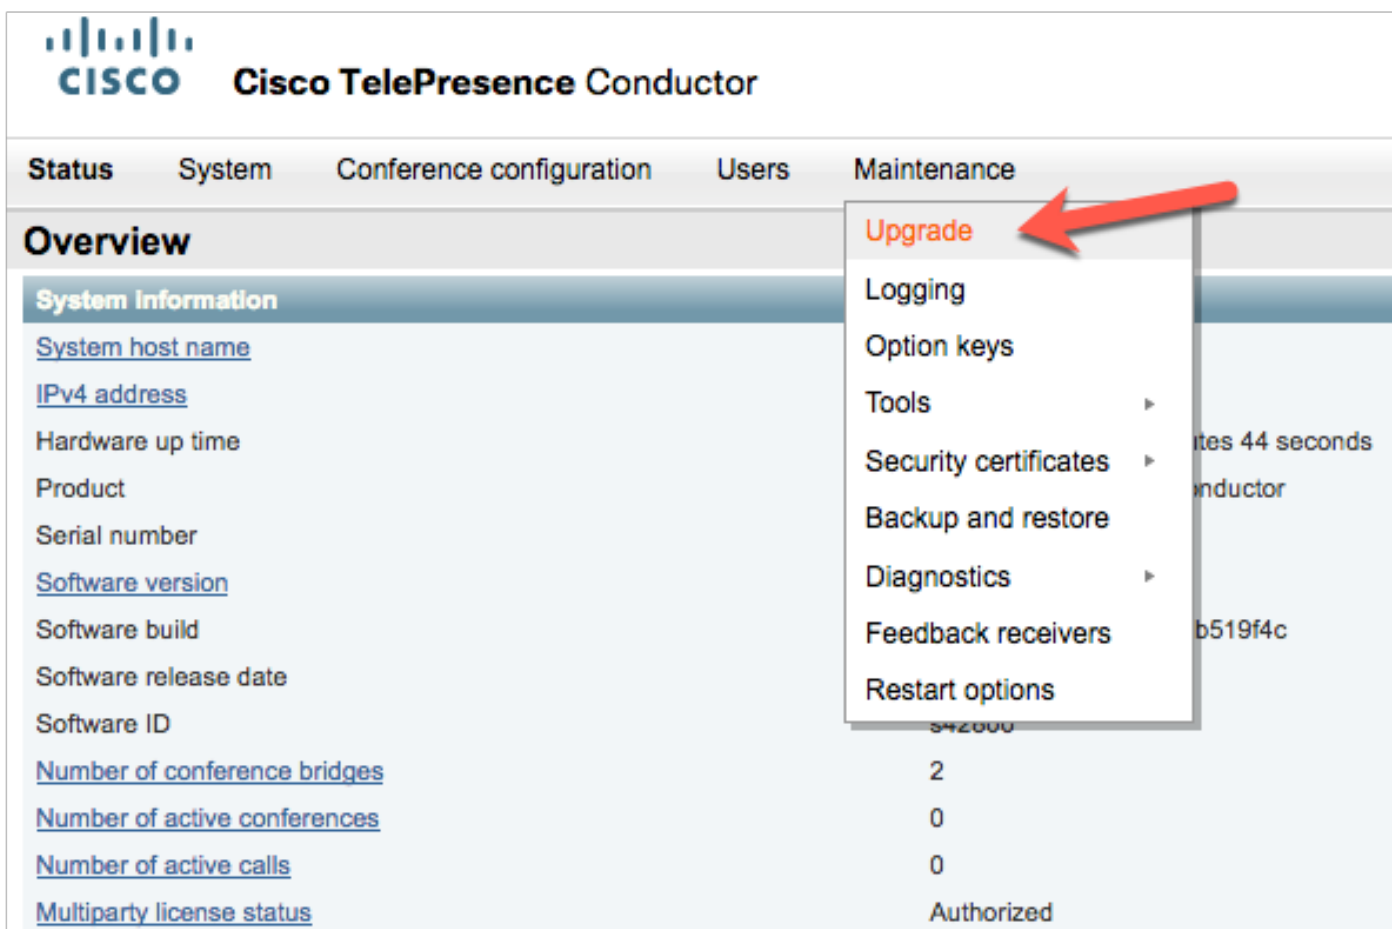 CISCO Cisco TelePresence Conductor
Status System Conference configuration Users Maintenance
Overview
Upgrade
Logging
Option keys
Tools
Security certificates
Backup and restore
Diagnostics
Feedback receivers
Restart options
System information
System host name
IPv4 address
Hardware up time tes 44 seconds
Product nductor
Serial number
Software version
Software build b519f4c
Software release date
Software ID
Number of conference bridges 2
Number of active conferences 0
Number of active calls 0
Multiparty license status Authorized